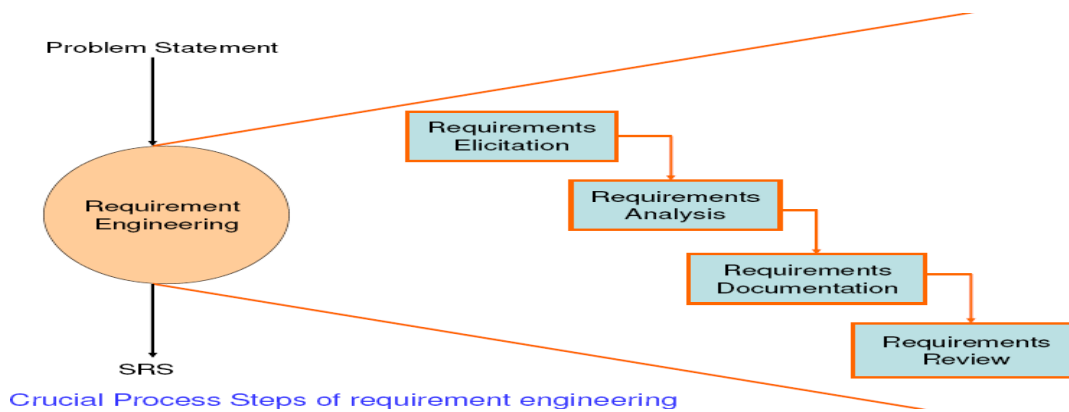 Problem Statement
Requirements
Elicitation
Requirement
Engineering
Requirements
Analysis
Requirements
Documentation
Requirements
Review
SRS
Crucial Process Steps of requirement engineering